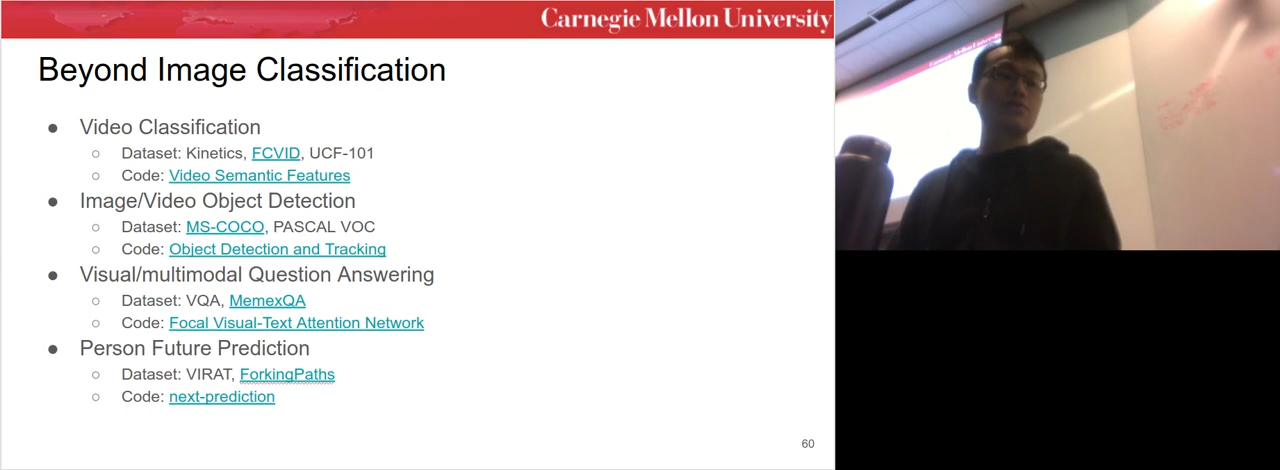 Carnegie Mellon University
Beyond Image Classification
● Video Classification
○ Dataset: Kinetics, FCVID, UCF-101
○ Code: Video Semantic Features
● Image/Video Object Detection
○ Dataset: MS-COCO, PASCAL VOC
○ Code: Object Detection and Tracking
● Visual/multimodal Question Answering
○ Dataset: VQA, MemexQA
○ Code: Focal Visual-Text Attention Network
● Person Future Prediction
○ Dataset: VIRAT, ForkingPaths
○ Code: next-prediction
60